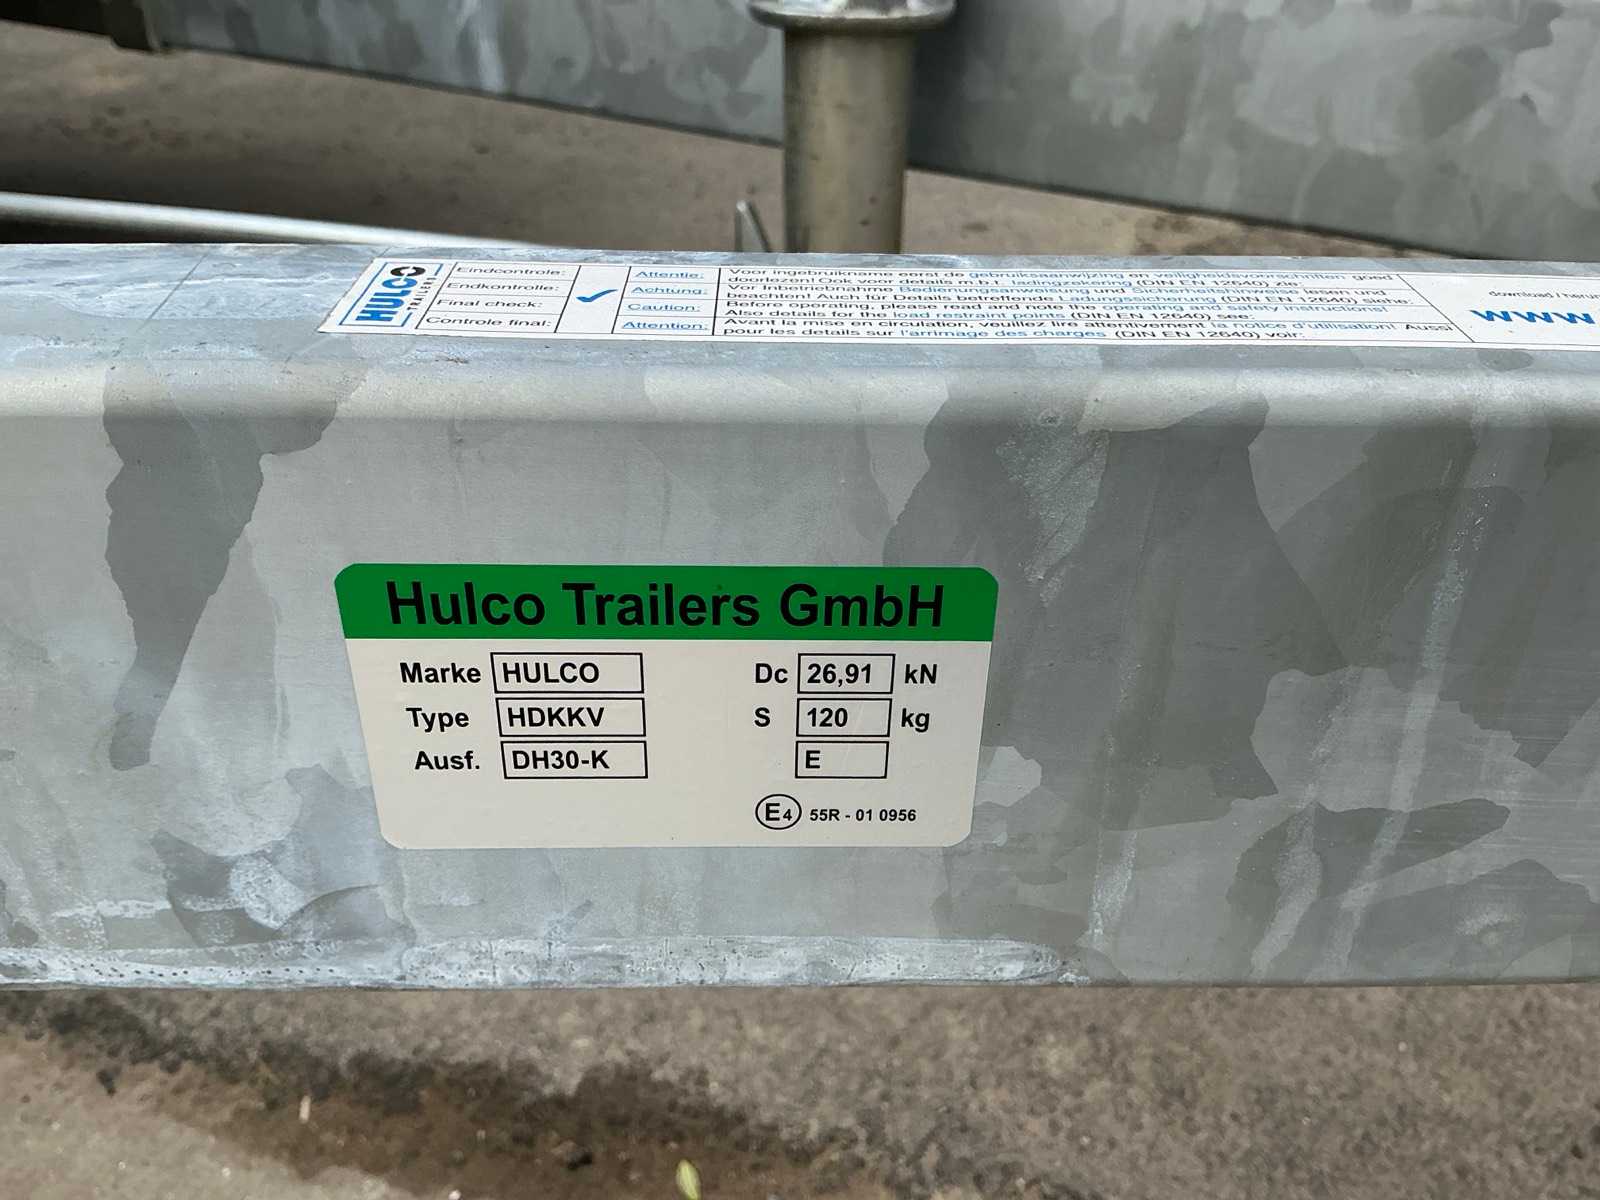 HULCO
TRAILERS
Eindcontrole:
Endkontrolle:
Final check:
Controle final:
Attentie: Voor ingebruikname eerst de gebruiksaanwijzing en veiligheidsvoorschriften goed
doorlezen! Ook voor details m.b.t. ladingzekering (DIN EN 12640) zie:
Achtung: Vor Inbetriebnahme Bedienungsanweisung und Sicherheitsvorschriften lesen und
beachten! Auch für Details betreffende Ladungssicherung (DIN EN 12640) siehe:
Caution: Before operating please read and note operating and safety instructions!
Also details for the load restraint points (DIN EN 12640) see:
Attention: Avant la mise en circulation, veuillez lire attentivement la notice d'utilisation! Aussi
pour les details sur l'arrimage des charges (DIN EN 12640) voir:
download
www
Hulco Trailers GmbH
Marke HULCO Dc 26,91 kN
Type HDKKV S 120 kg
Ausf. DH30-K E
E4 55R - 01 0956